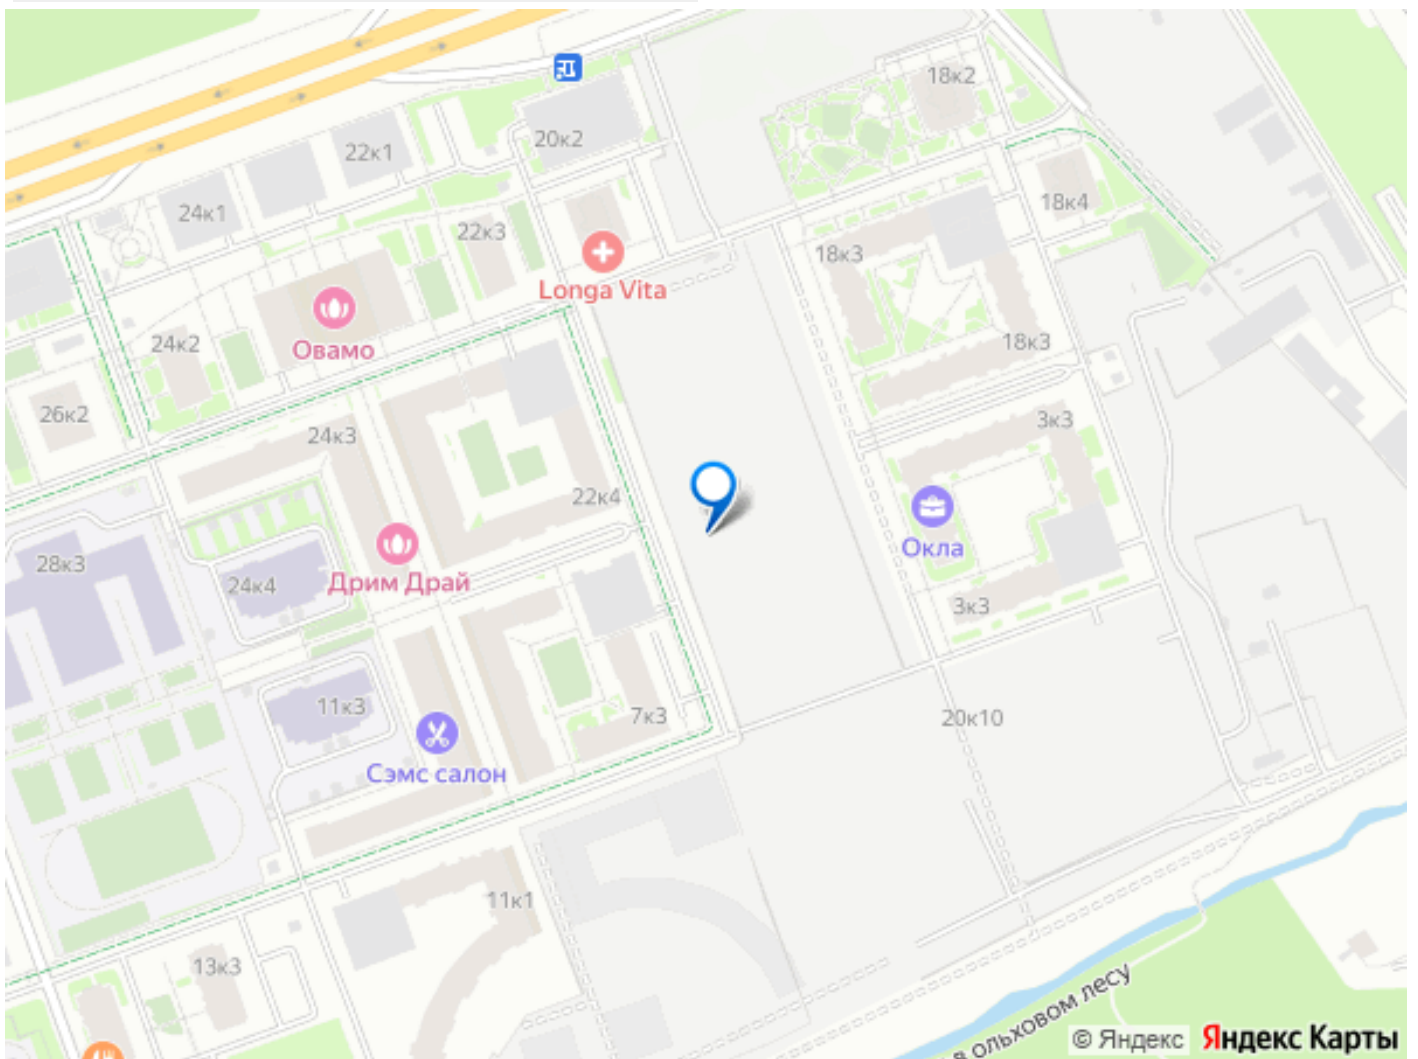 18к2
20к2
22к1
18к4
24к1
22к3
18к3
Longa Vita
24к2
Овамо
18к3
26к2
3к3
24к3
22к4
Окла
28к3
24к4
Дрим Драй
3к3
11к3
7к3
20к10
Сэмс салон
11к1
13к3
в ольховом лесу
© Яндекс Яндекс Карты